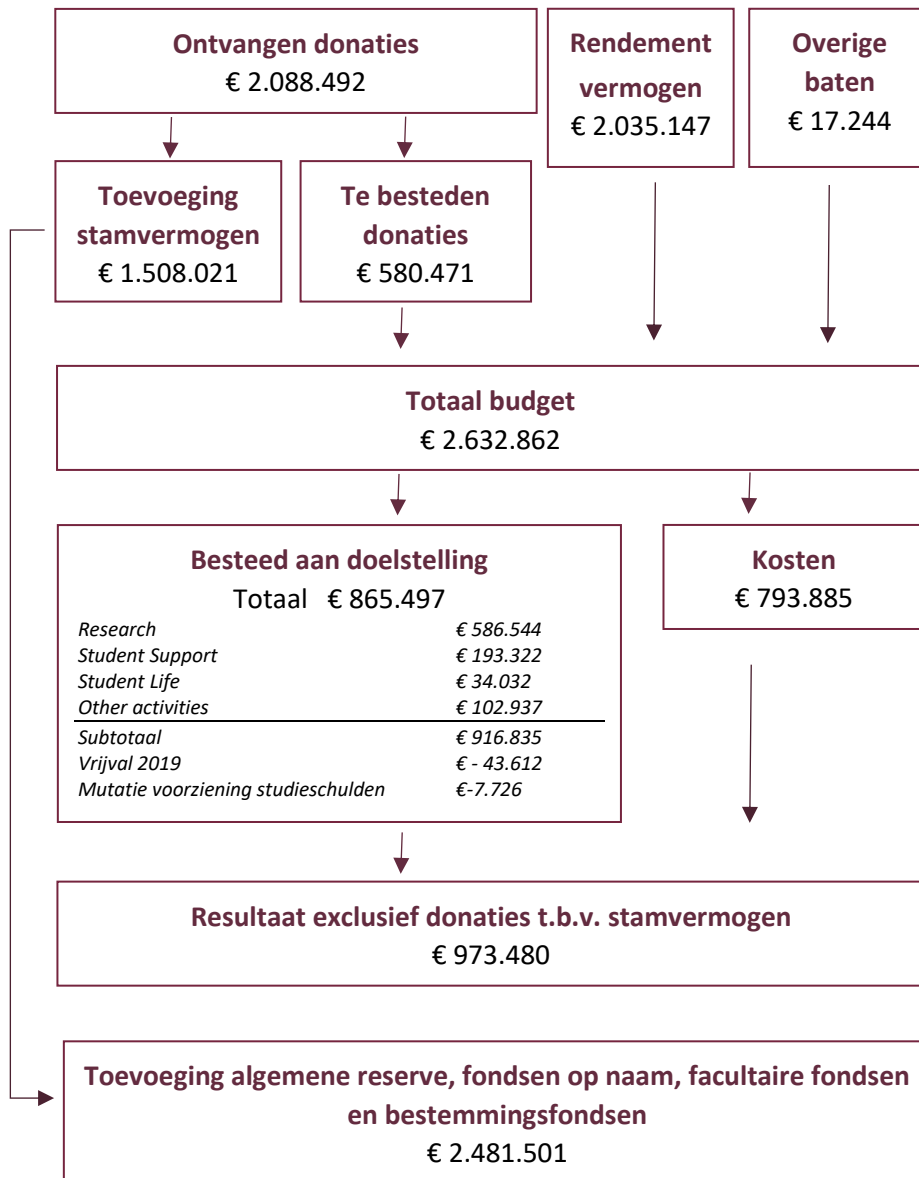 Ontvangen donaties
€ 2.088.492
Rendement
vermogen
€ 2.035.147
Overige
baten
€ 17.244
Toevoeging
stamvermogen
€ 1.508.021
Te besteden
donaties
€ 580.471
Totaal budget
€ 2.632.862
Besteed aan doelstelling
Totaal € 865.497
Research € 586.544
Student Support € 193.322
Student Life € 34.032
Other activities € 102.937
Subtotaal € 916.835
Vrijval 2019 € - 43.612
Mutatie voorziening studieschulden €-7.726
Kosten
€ 793.885
Resultaat exclusief donaties t.b.v. stamvermogen
€ 973.480
Toevoeging algemene reserve, fondsen op naam, facultaire fondsen
en bestemmingsfondsen
€ 2.481.501